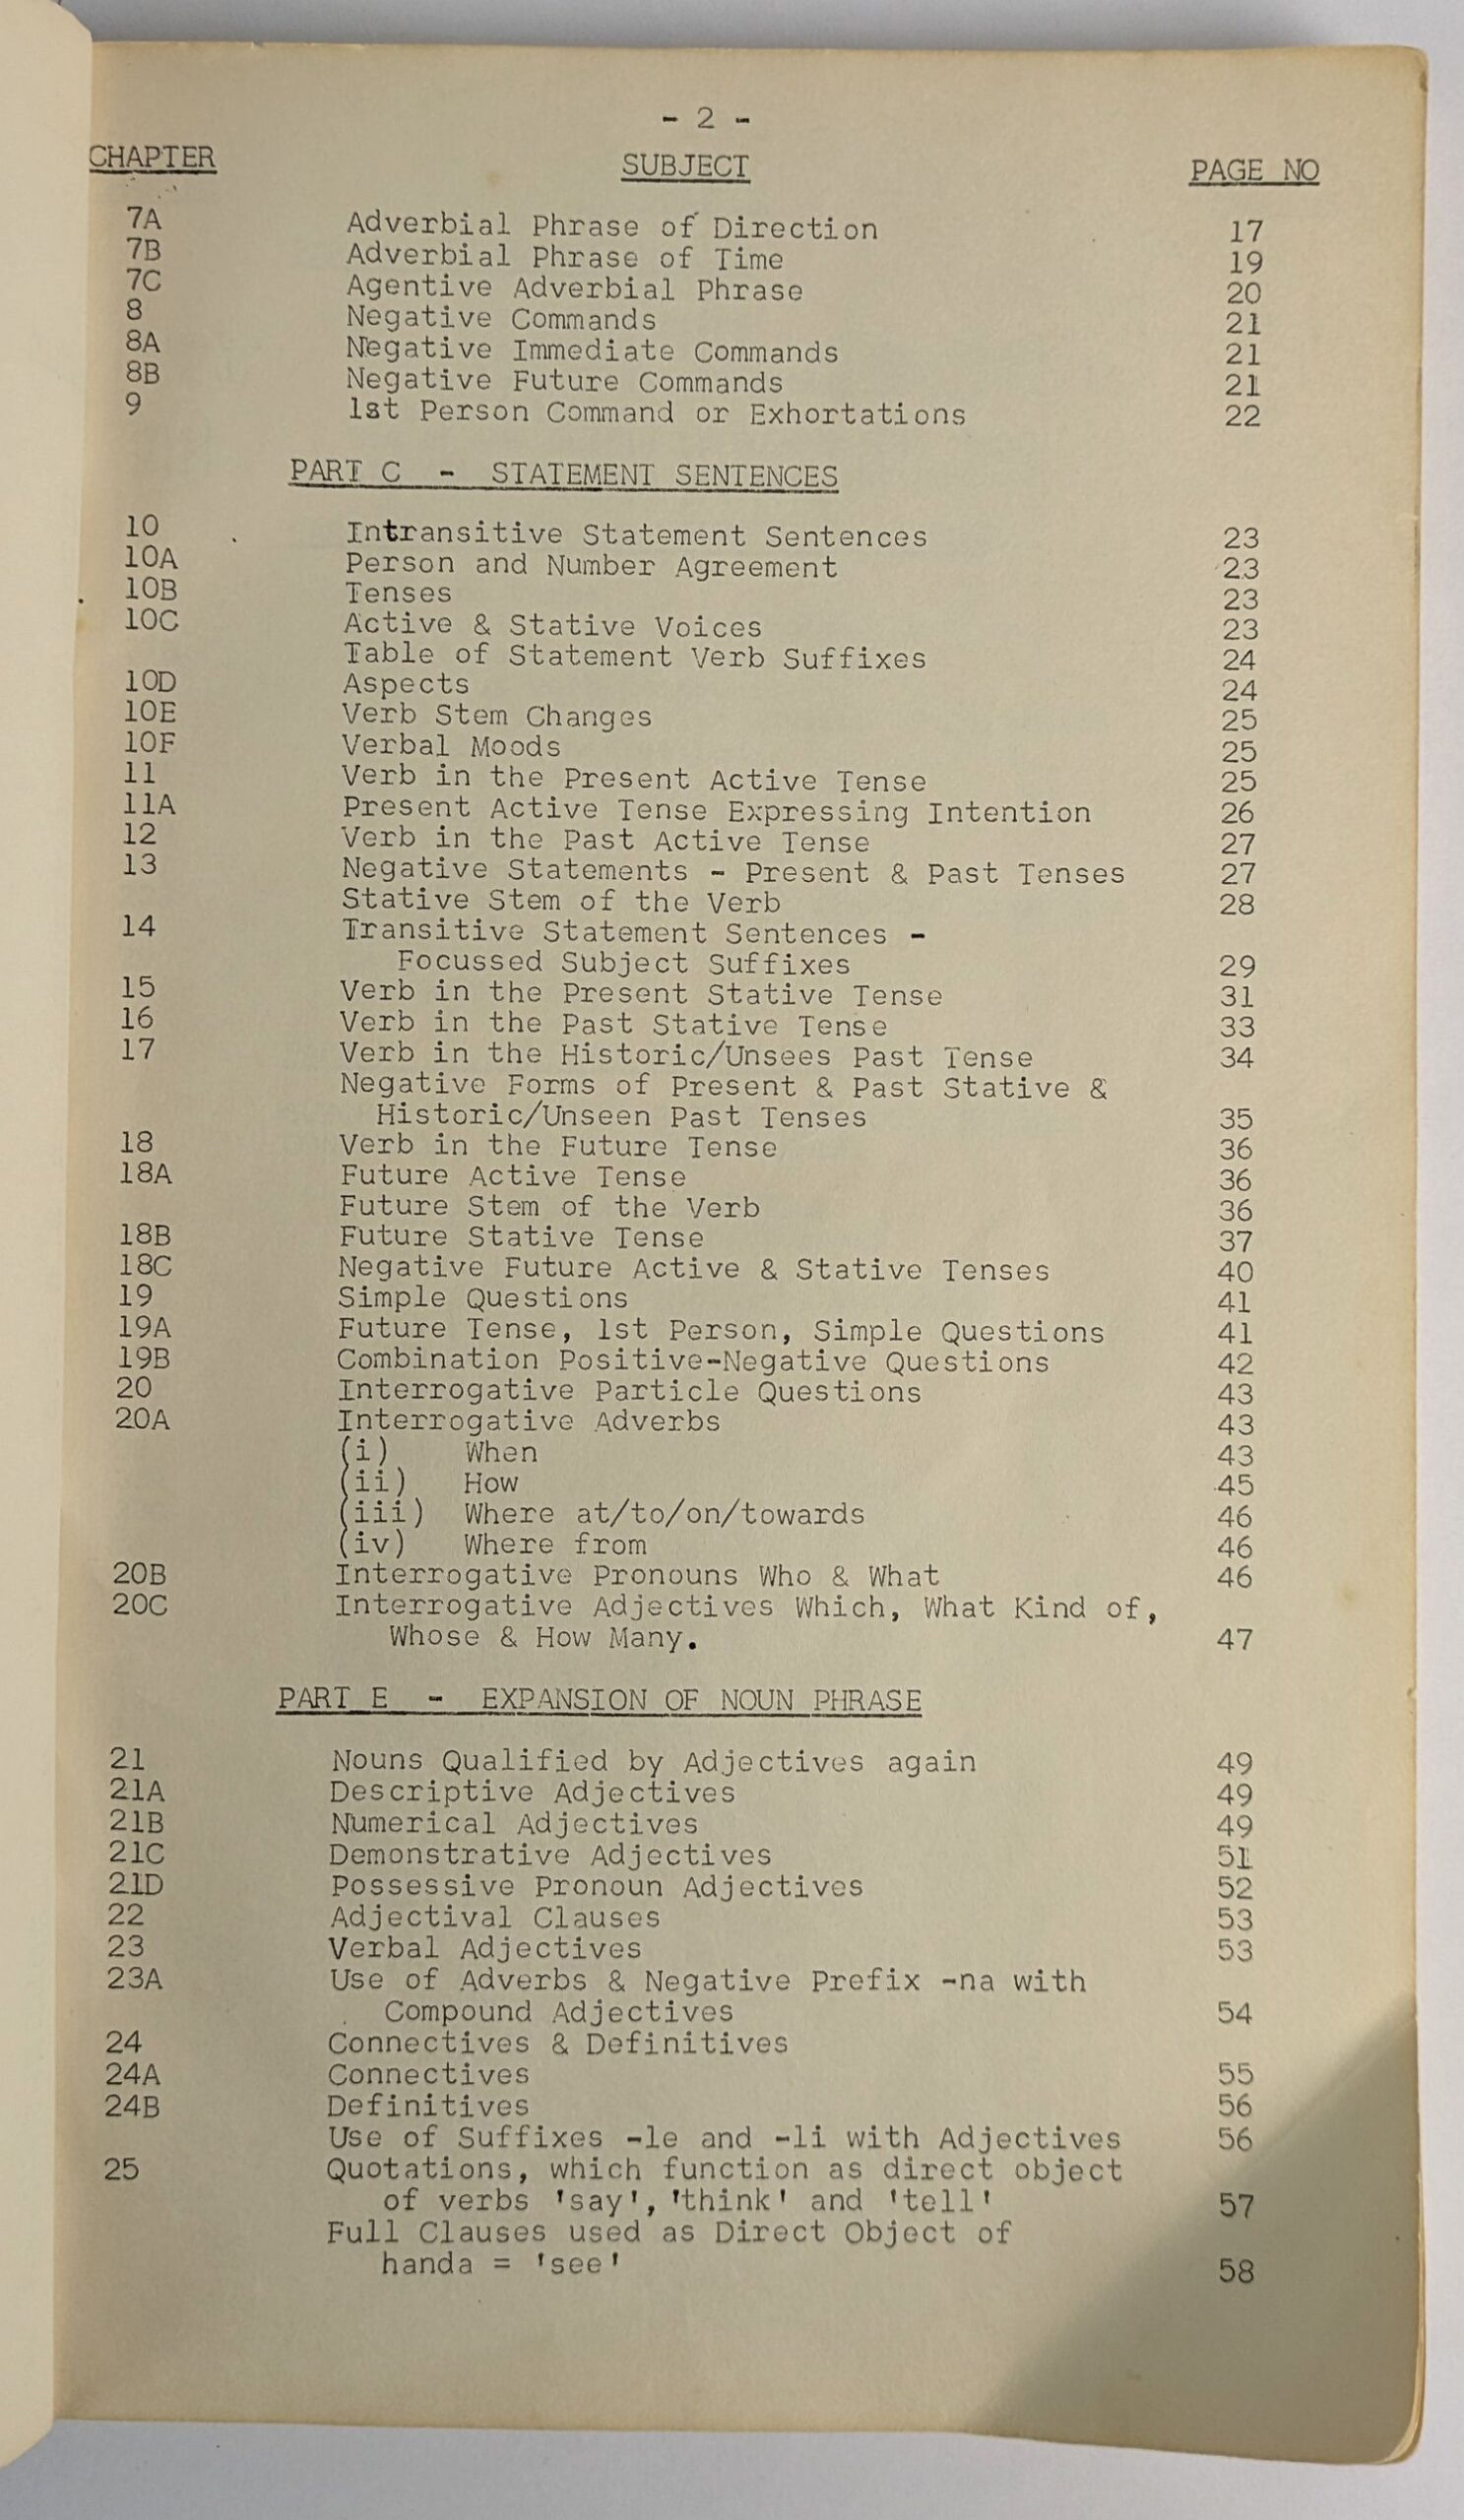 - 2 -
CHAPTER SUBJECT PAGE NO
7A Adverbial Phrase of Direction 17
7B Adverbial Phrase of Time 19
7C Agentive Adverbial Phrase 20
8 Negative Commands 21
8A Negative Immediate Commands 21
8B Negative Future Commands 21
9 1st Person Command or Exhortations 22
PART C - STATEMENT SENTENCES
10 Intransitive Statement Sentences 23
10A Person and Number Agreement 23
10B Tenses 23
10C Active & Stative Voices 23
Table of Statement Verb Suffixes 24
10D Aspects 24
10E Verb Stem Changes 25
10F Verbal Moods 25
11 Verb in the Present Active Tense 25
11A Present Active Tense Expressing Intention 26
12 Verb in the Past Active Tense 27
13 Negative Statements - Present & Past Tenses 27
Stative Stem of the Verb 28
14 Transitive Statement Sentences -
Focussed Subject Suffixes 29
15 Verb in the Present Stative Tense 31
16 Verb in the Past Stative Tense 33
17 Verb in the Historic/Unsees Past Tense 34
Negative Forms of Present & Past Stative &
Historic/Unseen Past Tenses 35
18 Verb in the Future Tense 36
18A Future Active Tense 36
Future Stem of the Verb 36
18B Future Stative Tense 37
18C Negative Future Active & Stative Tenses 40
19 Simple Questions 41
19A Future Tense, 1st Person, Simple Questions 41
19B Combination Positive-Negative Questions 42
20 Interrogative Particle Questions 43
20A Interrogative Adverbs 43
(i) When 43
(ii) How 45
(iii) Where at/to/on/towards 46
(iv) Where from 46
20B Interrogative Pronouns Who & What 46
20C Interrogative Adjectives Which, What Kind of,
Whose & How Many. 47
PART E - EXPANSION OF NOUN PHRASE
21 Nouns Qualified by Adjectives again 49
21A Descriptive Adjectives 49
21B Numerical Adjectives 49
21C Demonstrative Adjectives 51
21D Possessive Pronoun Adjectives 52
22 Adjectival Clauses 53
23 Verbal Adjectives 53
23A Use of Adverbs & Negative Prefix -na with
Compound Adjectives 54
24 Connectives & Definitives
24A Connectives 55
24B Definitives 56
Use of Suffixes -le and -li with Adjectives 56
25 Quotations, which function as direct object
of verbs 'say', 'think' and 'tell' 57
Full Clauses used as Direct Object of
handa = 'see' 58